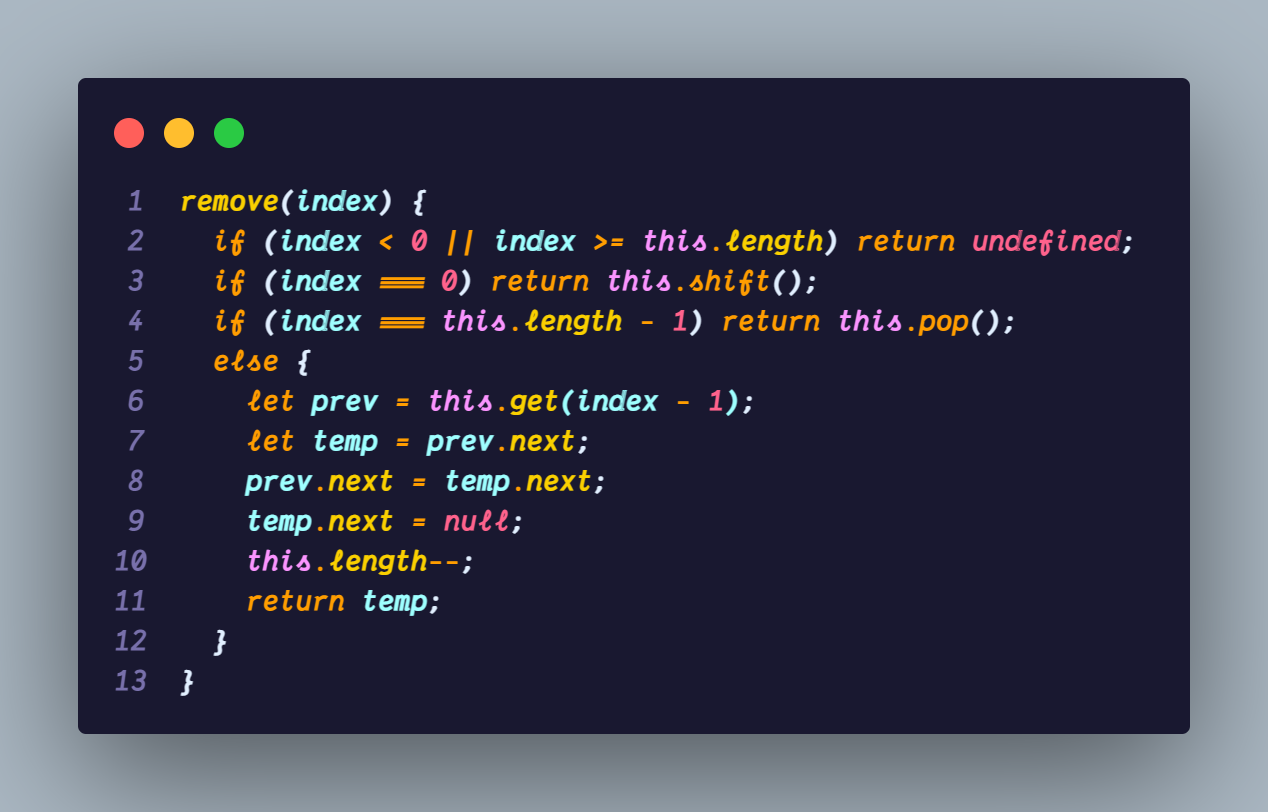 1 remove(index) {
2   if (index < 0 || index >= this.length) return undefined;
3   if (index === 0) return this.shift();
4   if (index === this.length - 1) return this.pop();
5   else {
6     let prev = this.get(index - 1);
7     let temp = prev.next;
8     prev.next = temp.next;
9     temp.next = null;
10     this.length--;
11     return temp;
12   }
13 }